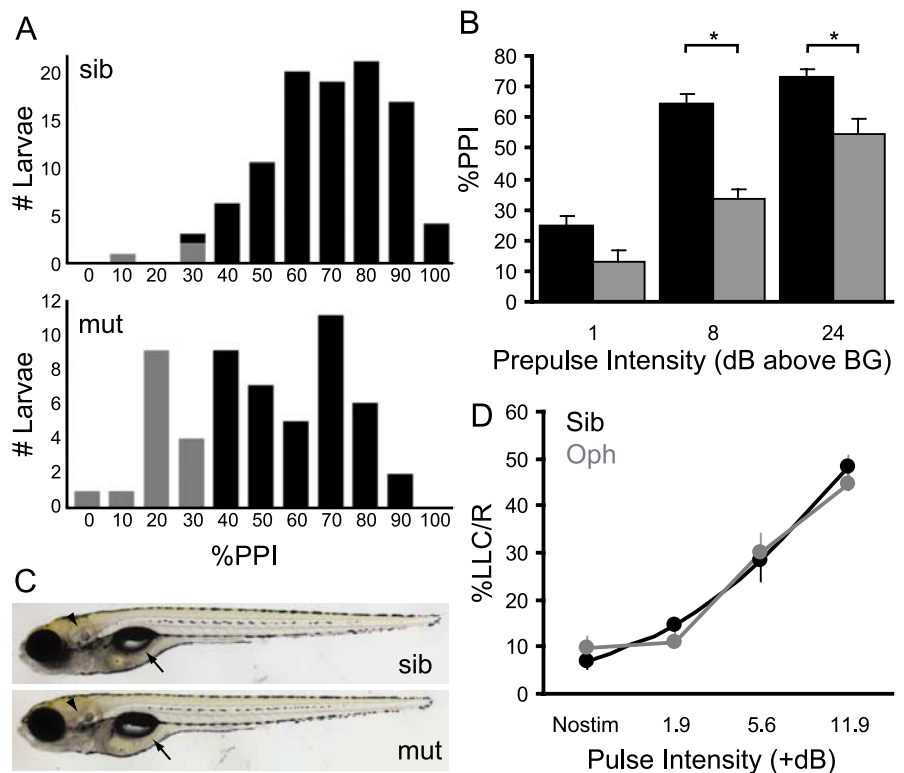 A
sib
# Larvae
20
15
10
5
0
0 10 20 30 40 50 60 70 80 90 100
mut
# Larvae
12
10
8
6
4
2
0
0 10 20 30 40 50 60 70 80 90 100
%PPI
B
* *
%PPI
80
70
60
50
40
30
20
10
0
1 8 24
Prepulse Intensity (dB above BG)
C
sib
mut
D
Sib
Oph
%LLC/R
60
50
40
30
20
10
0
Nostim 1.9 5.6 11.9
Pulse Intensity (+dB)